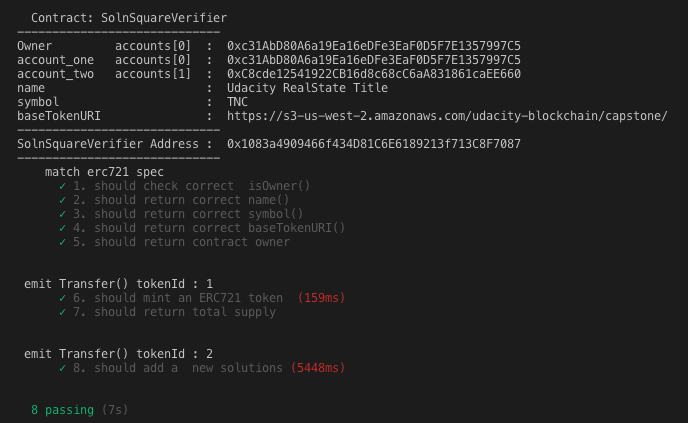 Contract: SolnSquareVerifier
-----------------------------
Owner accounts[0] : 0xc31AbD80A6a19Ea16eDFe3EaF0D5F7E1357997C5
account_one accounts[0] : 0xc31AbD80A6a19Ea16eDFe3EaF0D5F7E1357997C5
account_two accounts[1] : 0xC8cde12541922CB16d8c68cC6aA831861caEE660
name : Udacity RealState Title
symbol : TNC
baseTokenURI : https://s3-us-west-2.amazonaws.com/udacity-blockchain/capstone/
-----------------------------
SolnSquareVerifier Address : 0x1083a4909466f434D81C6E6189213f713C8F7087
-----------------------------
match erc721 spec
✓ 1. should check correct  isOwner()
✓ 2. should return correct name()
✓ 3. should return correct symbol()
✓ 4. should return correct baseTokenURI()
✓ 5. should return contract owner
emit Transfer() tokenId : 1
✓ 6. should mint an ERC721 token  (159ms)
✓ 7. should return total supply
emit Transfer() tokenId : 2
✓ 8. should add a  new solutions (5448ms)
8 passing (7s)